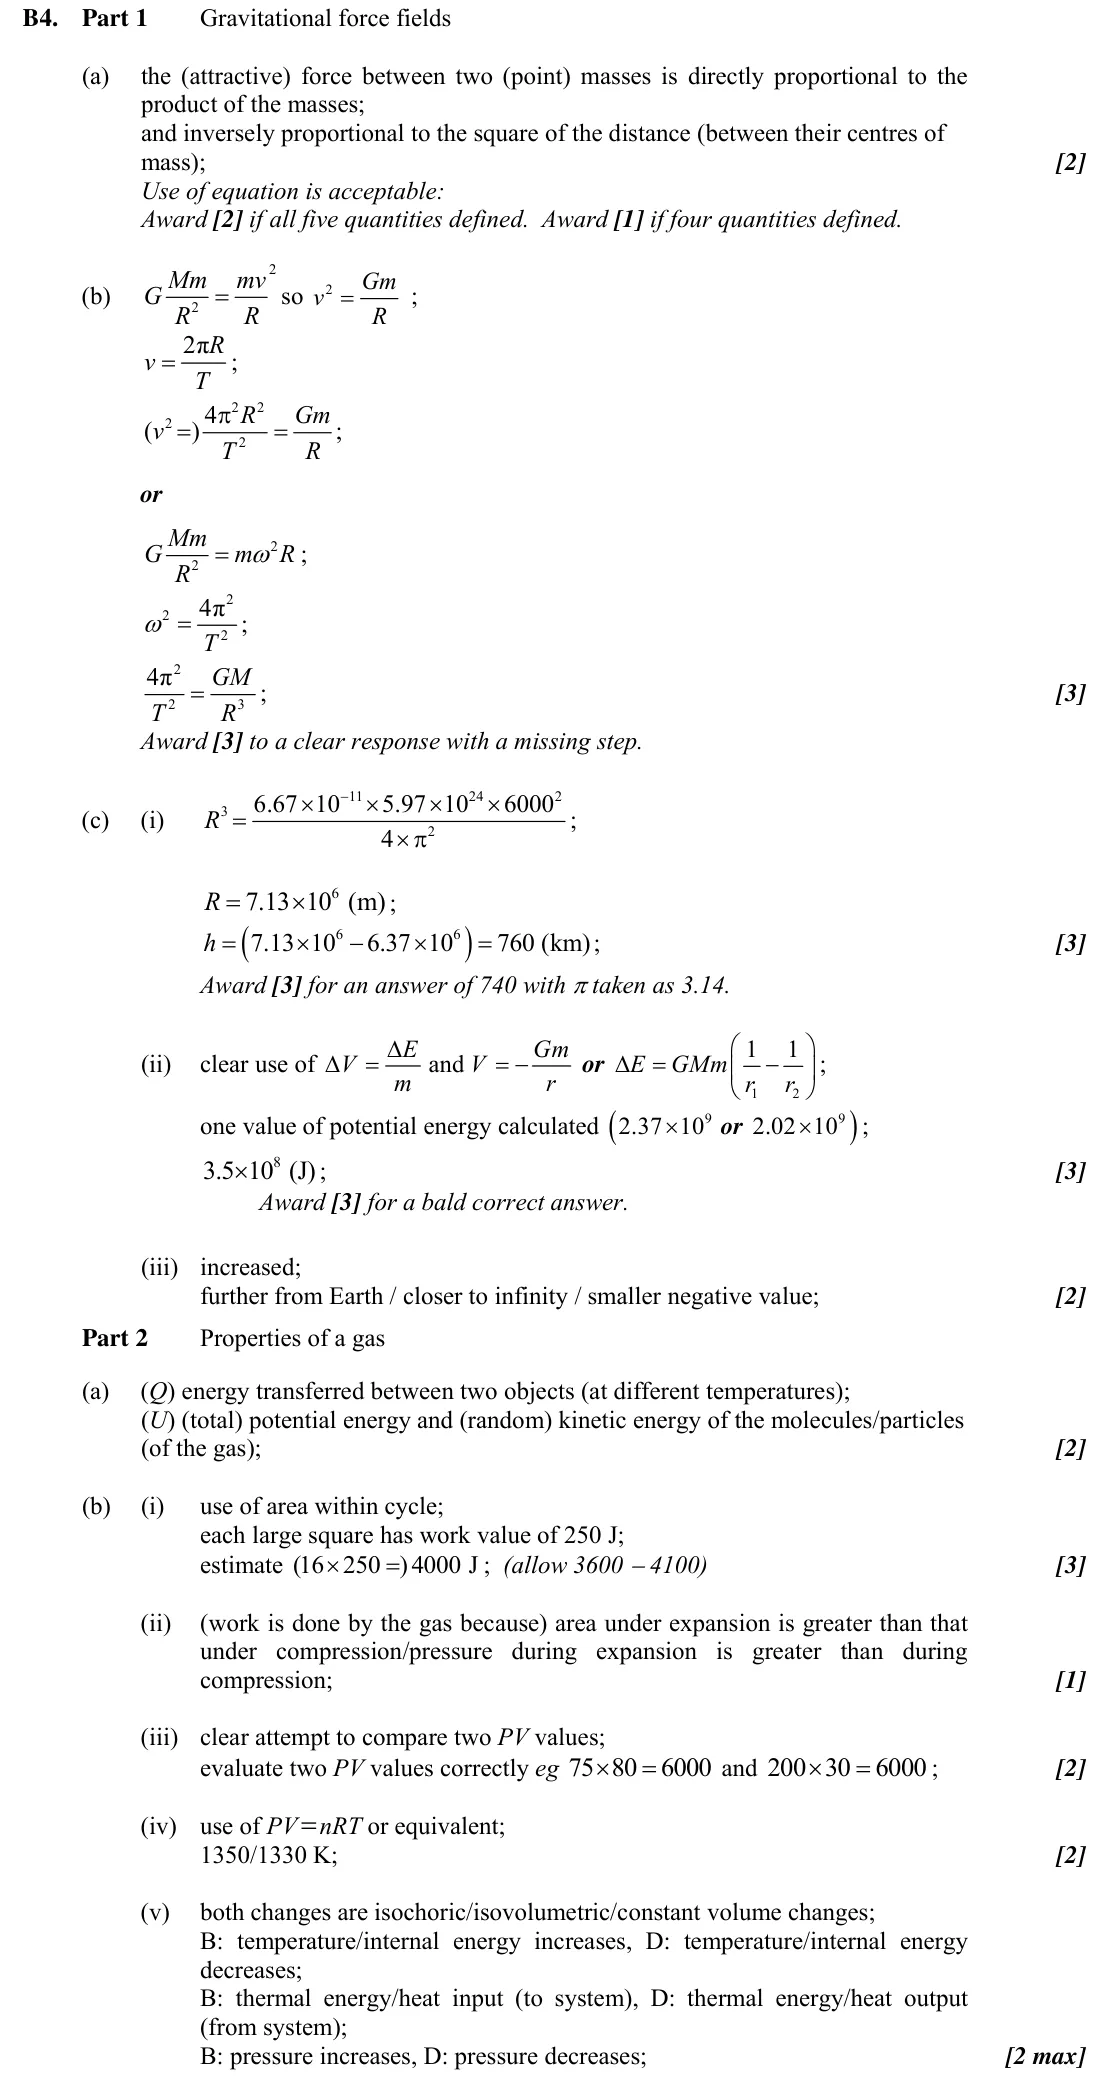 B4. Part 1 Gravitational force fields
(a) the (attractive) force between two (point) masses is directly proportional to the
product of the masses;
and inversely proportional to the square of the distance (between their centres of
mass); [2]
Use of equation is acceptable:
Award [2] if all five quantities defined. Award [1] if four quantities defined.
(b) G Mm/R² = mv²/R so v² = Gm/R ;
v = 2πR/T ;
(v² =) 4π²R²/T² = Gm/R ;
or
G Mm/R² = mω²R ;
ω² = 4π²/T² ;
4π²/T² = GM/R³ ; [3]
Award [3] to a clear response with a missing step.
(c) (i) R³ = 6.67×10⁻¹¹×5.97×10²⁴×6000² / 4×π² ;
R = 7.13×10⁶ (m) ;
h = (7.13×10⁶ − 6.37×10⁶) = 760 (km) ; [3]
Award [3] for an answer of 740 with π taken as 3.14.
(ii) clear use of ΔV = ΔE/m and V = −Gm/r or ΔE = GMm(1/r₁ − 1/r₂) ;
one value of potential energy calculated (2.37×10⁹ or 2.02×10⁹) ;
3.5×10⁸ (J) ; [3]
Award [3] for a bald correct answer.
(iii) increased;
further from Earth / closer to infinity / smaller negative value; [2]
Part 2 Properties of a gas
(a) (Q) energy transferred between two objects (at different temperatures);
(U) (total) potential energy and (random) kinetic energy of the molecules/particles
(of the gas); [2]
(b) (i) use of area within cycle;
each large square has work value of 250 J;
estimate (16×250 =) 4000 J ; (allow 3600 – 4100) [3]
(ii) (work is done by the gas because) area under expansion is greater than that
under compression/pressure during expansion is greater than during
compression; [1]
(iii) clear attempt to compare two PV values;
evaluate two PV values correctly eg 75×80 = 6000 and 200×30 = 6000 ; [2]
(iv) use of PV=nRT or equivalent;
1350/1330 K; [2]
(v) both changes are isochoric/isovolumetric/constant volume changes;
B: temperature/internal energy increases, D: temperature/internal energy
decreases;
B: thermal energy/heat input (to system), D: thermal energy/heat output
(from system);
B: pressure increases, D: pressure decreases; [2 max]